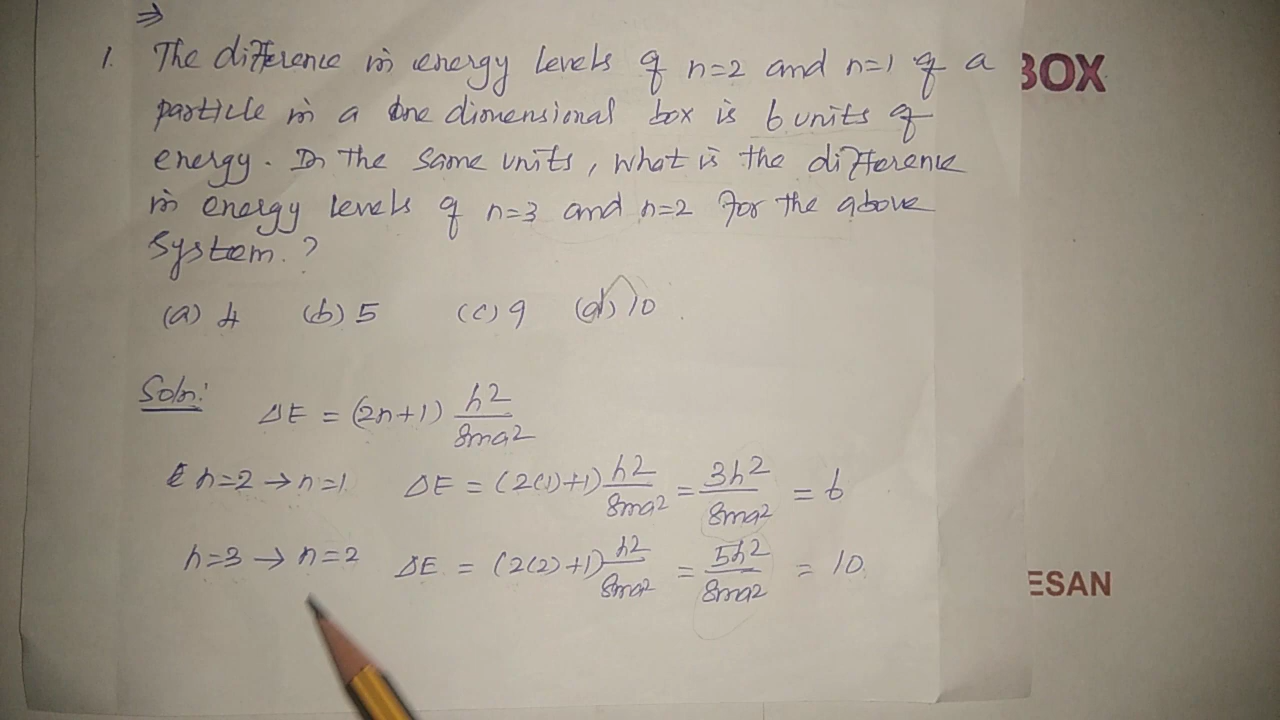 ⇒
1. The difference in energy levels of n=2 and n=1 of a
particle in a one dimensional box is 6 units of
energy. In the same units, what is the difference
in energy levels of n=3 and n=2 for the above
system.?
(a) 4 (b) 5 (c) 9 (d) 10
Soln:
ΔE = (2n+1) h2/8ma2
n=2 → n=1 ΔE = (2(1)+1) h2/8ma2 = 3h2/8ma2 = 6
n=3 → n=2 ΔE = (2(2)+1) h2/8ma2 = 5h2/8ma2 = 10
BOX
ESAN